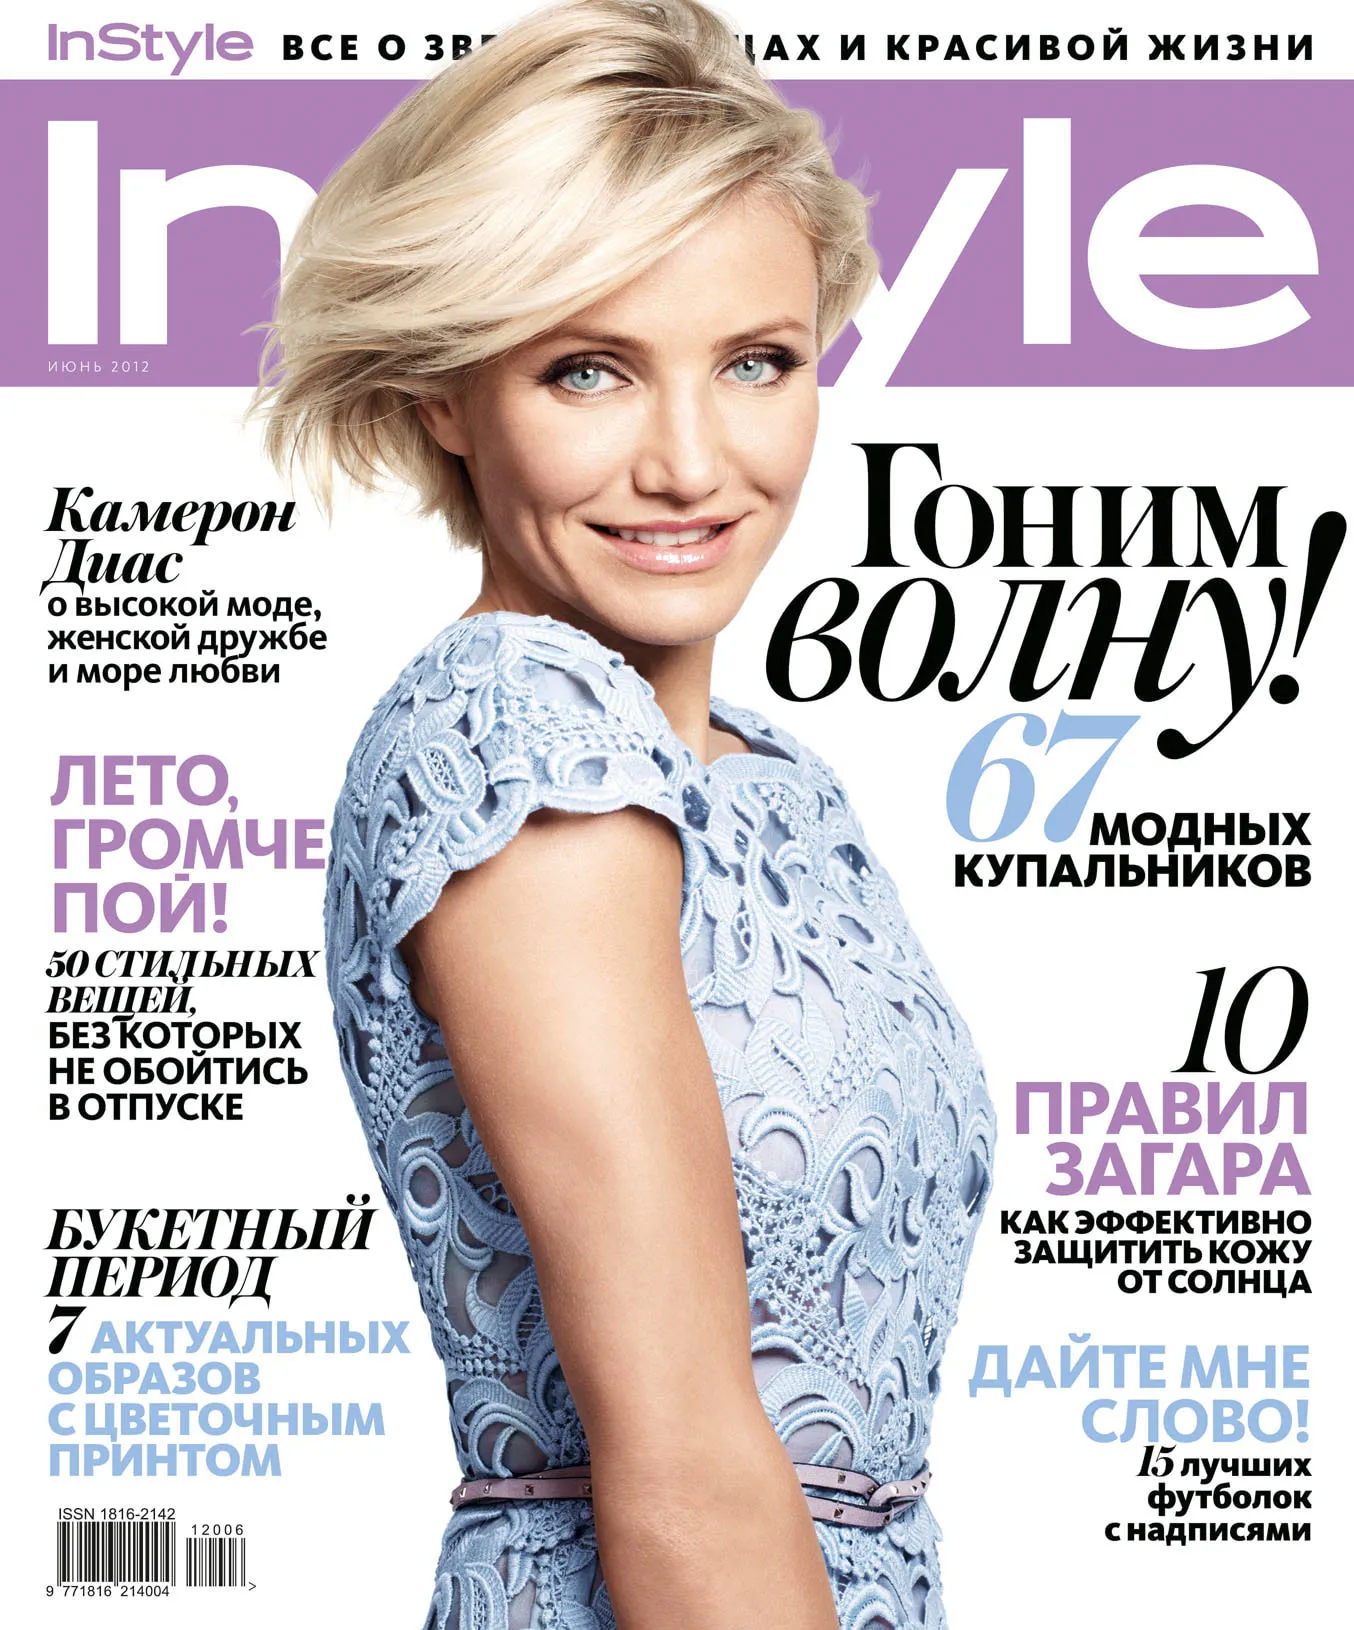 InStyle ВСЕ О ЗВЕ ЦАХ И КРАСИВОЙ ЖИЗНИ
In yle
ИЮНЬ 2012
Камерон
Диас
о высокой моде,
женской дружбе
и море любви
Гоним
волну!
67 МОДНЫХ
КУПАЛЬНИКОВ
ЛЕТО,
ГРОМЧЕ
ПОЙ!
50 СТИЛЬНЫХ
ВЕЩЕЙ,
БЕЗ КОТОРЫХ
НЕ ОБОЙТИСЬ
В ОТПУСКЕ
10
ПРАВИЛ
ЗАГАРА
КАК ЭФФЕКТИВНО
ЗАЩИТИТЬ КОЖУ
ОТ СОЛНЦА
БУКЕТНЫЙ
ПЕРИОД
7 АКТУАЛЬНЫХ
ОБРАЗОВ
С ЦВЕТОЧНЫМ
ПРИНТОМ
ДАЙТЕ МНЕ
СЛОВО!
15 лучших
футболок
с надписями
ISSN 1816-2142
12006
9 771816 214004 >